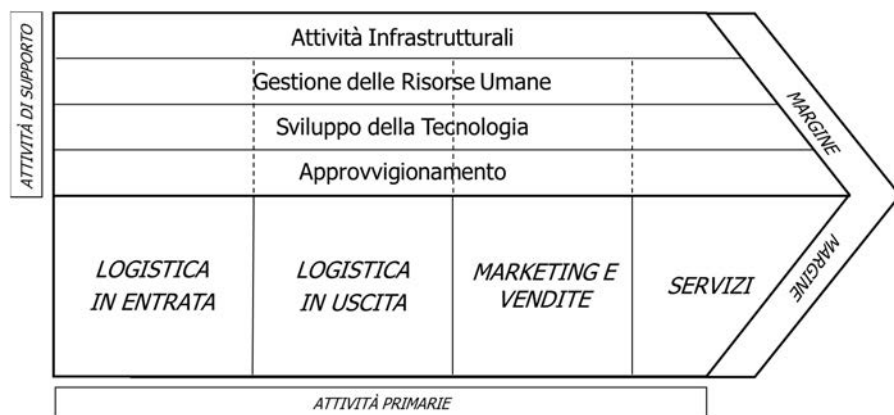 ATTIVITÀ DI SUPPORTO
Attività Infrastrutturali
Gestione delle Risorse Umane
Sviluppo della Tecnologia
Approvvigionamento
MARGINE
LOGISTICA
IN ENTRATA
LOGISTICA
IN USCITA
MARKETING E
VENDITE
SERVIZI
MARGINE
ATTIVITÀ PRIMARIE